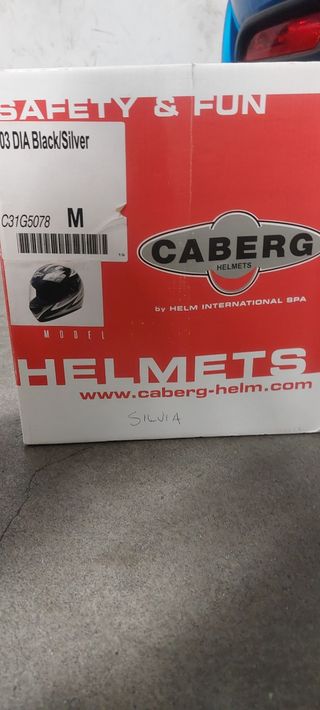 SAFETY & FUN
03 DIA Black/Silver
C31G5078 M
CABERG
HELMETS
by HELM INTERNATIONAL SPA
MODEL
HELMETS
www.caberg-helm.com
SILVIA